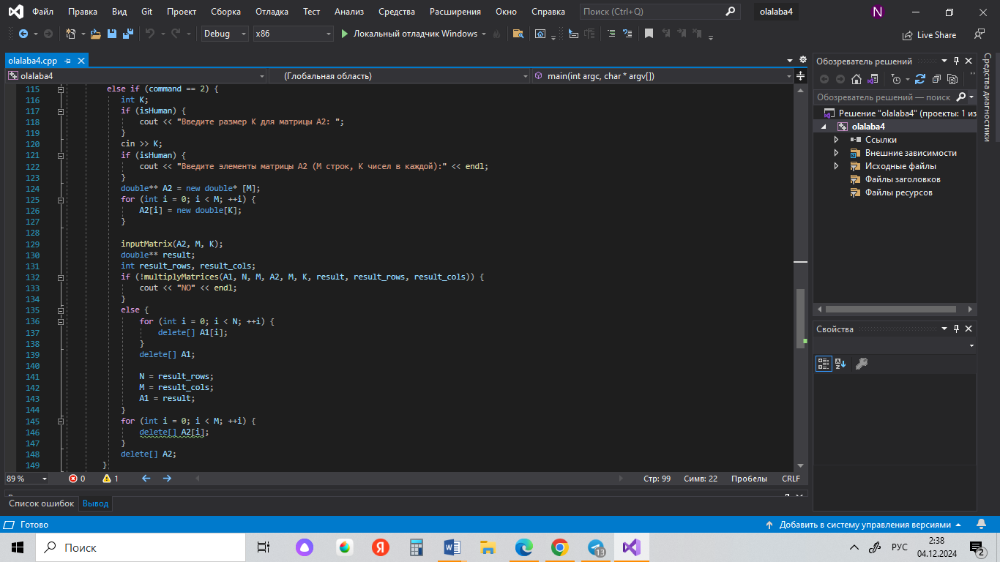 Файл Правка Вид Git Проект Сборка Отладка Тест Анализ Средства Расширения Окно Справка Поиск (Ctrl+Q) olalaba4 N
Debug x86 Локальный отладчик Windows Live Share
olalaba4.cpp
olalaba4 (Глобальная область) main(int argc, char * argv[])
115 else if (command == 2) {
116 int K;
117 if (isHuman) {
118 cout << "Введите размер K для матрицы A2: ";
119 }
120 cin >> K;
121 if (isHuman) {
122 cout << "Введите элементы матрицы A2 (M строк, K чисел в каждой):" << endl;
123 }
124 double** A2 = new double* [M];
125 for (int i = 0; i < M; ++i) {
126 A2[i] = new double[K];
127 }
128
129 inputMatrix(A2, M, K);
130 double** result;
131 int result_rows, result_cols;
132 if (!multiplyMatrices(A1, N, M, A2, M, K, result, result_rows, result_cols)) {
133 cout << "NO" << endl;
134 }
135 else {
136 for (int i = 0; i < N; ++i) {
137 delete[] A1[i];
138 }
139 delete[] A1;
140
141 N = result_rows;
142 M = result_cols;
143 A1 = result;
144 }
145 for (int i = 0; i < M; ++i) {
146 delete[] A2[i];
147 }
148 delete[] A2;
149 }
89 % 0 1 Стр: 99 Симв: 22 Пробелы CRLF
Список ошибок Вывод
Обозреватель решений
Обозреватель решений — поиск
Решение "olalaba4" (проекты: 1 из
olalaba4
Ссылки
Внешние зависимости
Исходные файлы
Файлы заголовков
Файлы ресурсов
Свойства
Средства диагностики
Готово Добавить в систему управления версиями
Поиск
13
РУС
2:38
04.12.2024
2